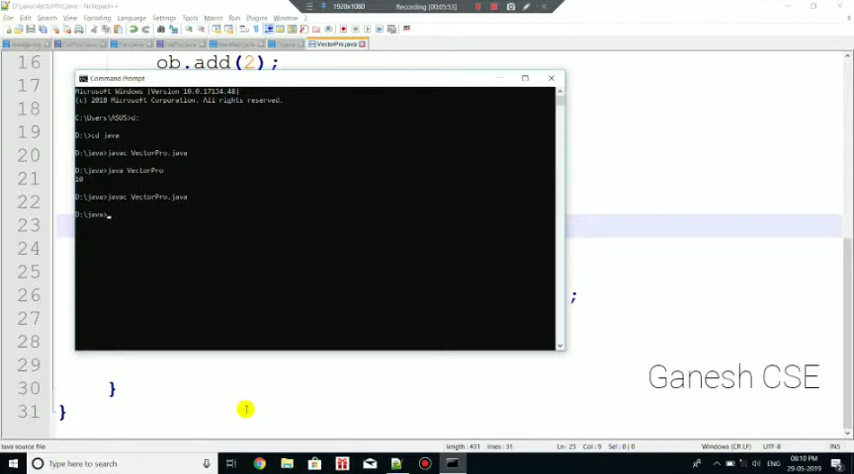 D:\java\VectorPro.java - Notepad++
1920x1080
Recording (00:05:53)
Edit Search View Encoding Language Settings Tools Macro Run Plugins Window
VectorPro.java
16 ob.add(2);
17
18
19
20
21
22
23
24
25
26 ;
27
28
29
30 }
31 }
Command Prompt
Microsoft Windows [Version 10.0.17134.48]
(c) 2018 Microsoft Corporation. All rights reserved.
C:\Users\ASUS>d:
D:\>cd java
D:\java>javac VectorPro.java
D:\java>java VectorPro
10
D:\java>javac VectorPro.java
D:\java>
Ganesh CSE
Java source file
length : 431 lines : 31
Ln : 23 Col : 9 Sel : 0 | 0
Windows (CR LF)
UTF-8
INS
Type here to search
08:10 PM
29-05-2019